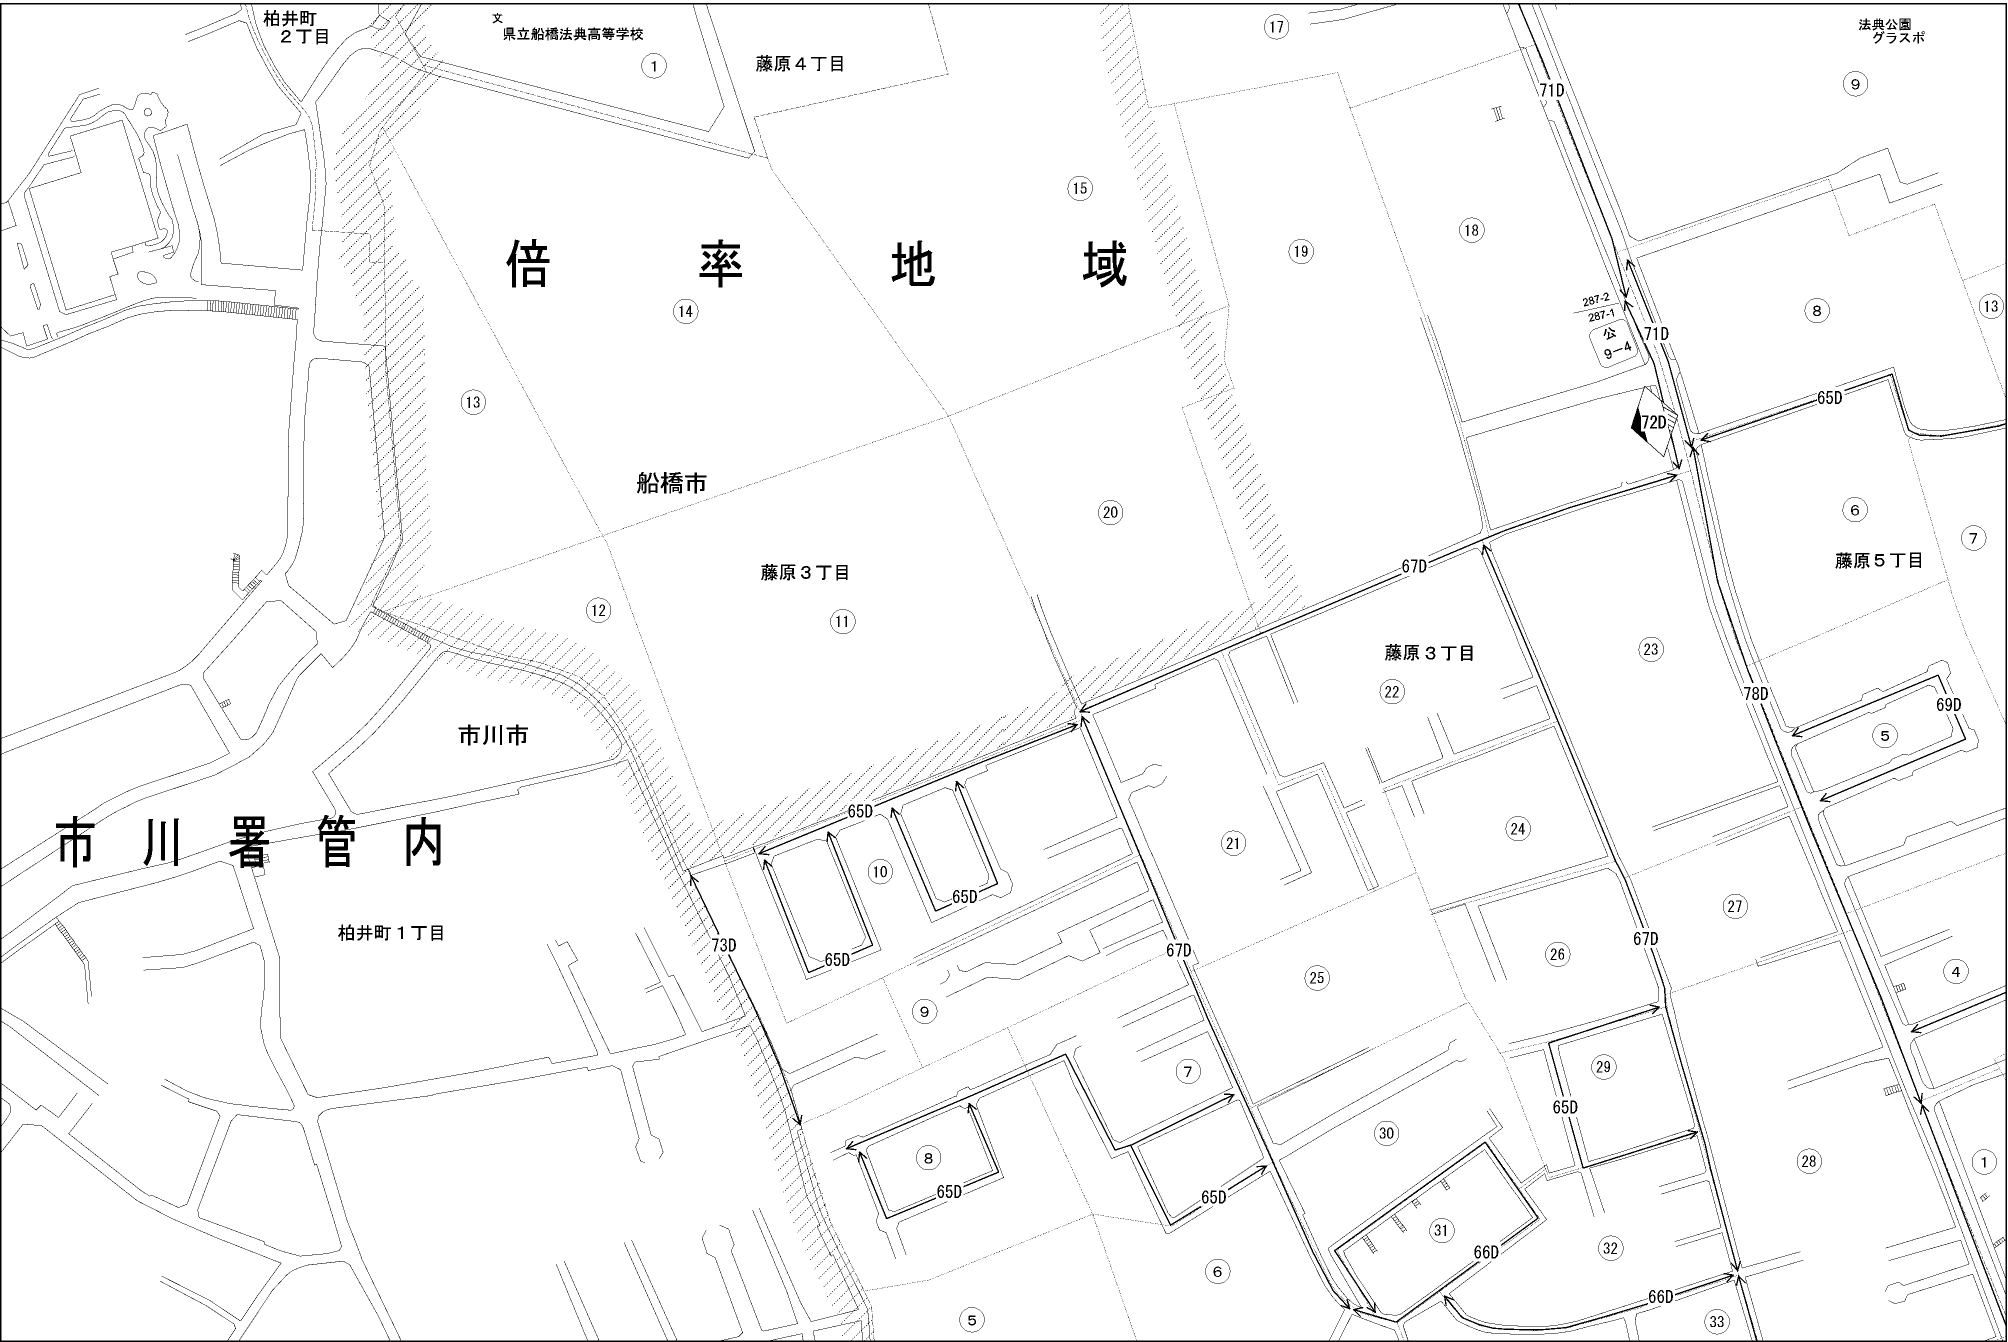 柏井町
２丁目
文
県立船橋法典高等学校
1
藤原４丁目
17
法典公園
グラスポ
9
71D
15
18
19
倍率地域
14
287-2
287-1
公
9－4
71D
8
13
13
72D
65D
船橋市
20
6
7
藤原５丁目
藤原３丁目
67D
12
11
藤原３丁目
23
22
78D
69D
5
市川市
65D
市川署管内
21
24
10
65D
27
柏井町１丁目
73D
65D
67D
67D
26
4
25
9
29
7
65D
30
8
28
1
65D
65D
31
66D
32
6
66D
5
33